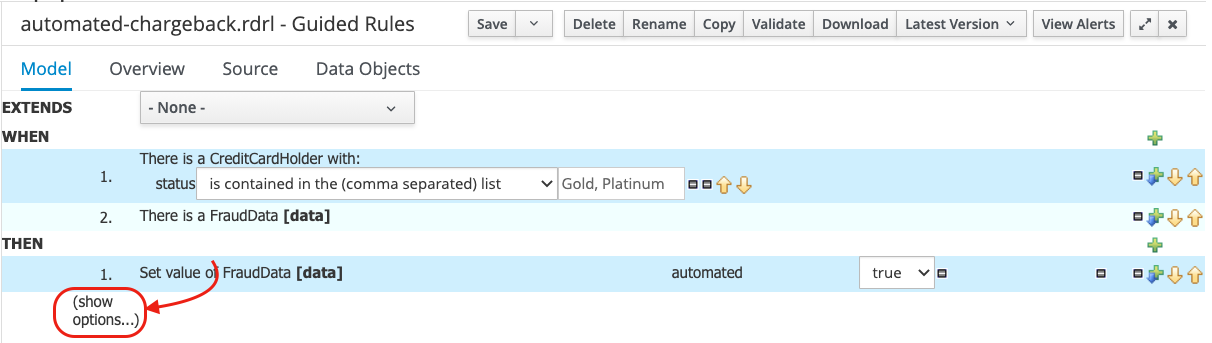 automated-chargeback.rdrl - Guided Rules Save Delete Rename Copy Validate Download Latest Version View Alerts
Model Overview Source Data Objects
EXTENDS - None -
WHEN
1. There is a CreditCardHolder with:
status is contained in the (comma separated) list Gold, Platinum
2. There is a FraudData [data]
THEN
1. Set value of FraudData [data] automated true
(show
options...)